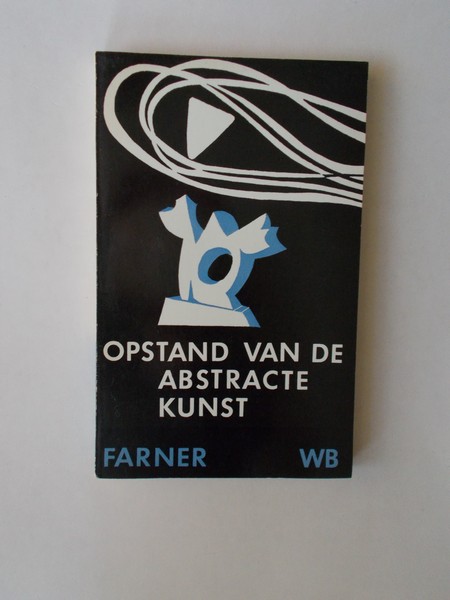 OPSTAND VAN DE
ABSTRACTE
KUNST
FARNER WB